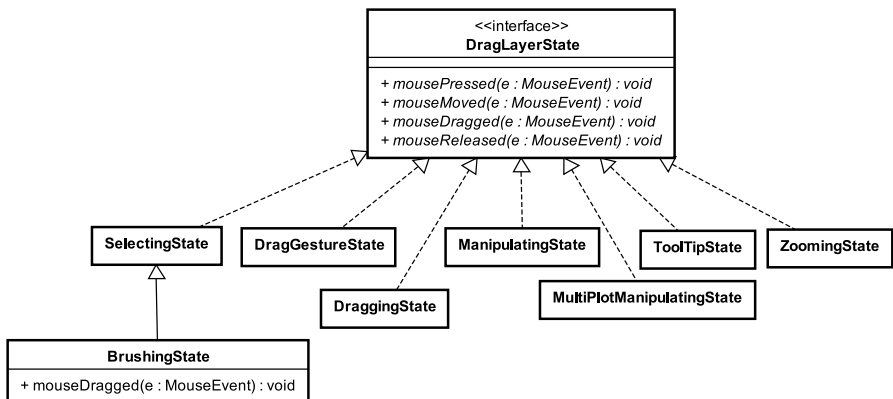 <<interface>>
DragLayerState
+ mousePressed(e : MouseEvent) : void
+ mouseMoved(e : MouseEvent) : void
+ mouseDragged(e : MouseEvent) : void
+ mouseReleased(e : MouseEvent) : void
SelectingState
DragGestureState
ManipulatingState
ToolTipState
ZoomingState
DraggingState
MultiPlotManipulatingState
BrushingState
+ mouseDragged(e : MouseEvent) : void